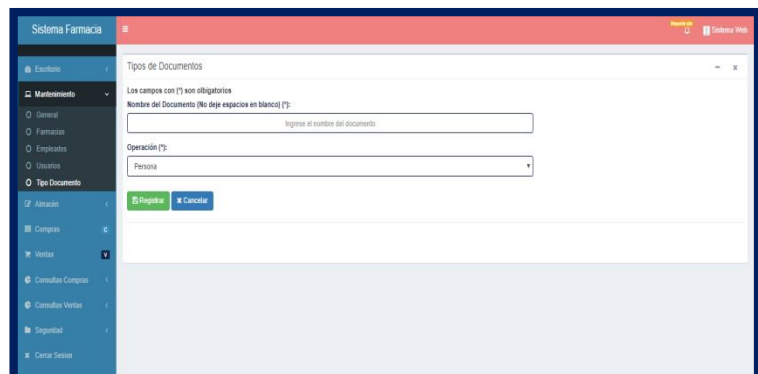 Sistema Farmacia
Sistema Web
Escritorio
Mantenimiento
General
Farmacias
Empleados
Usuarios
Tipo Documento
Almacén
Compras
C
Ventas
V
Consultas Compras
Consultas Ventas
Seguridad
Cerrar Sesion
Tipos de Documentos
Los campos con (*) son olbigatorios
Nombre del Documento (No deje espacios en blanco) (*):
Ingrese el nombre del documento
Operación (*):
Persona
Registrar
Cancelar